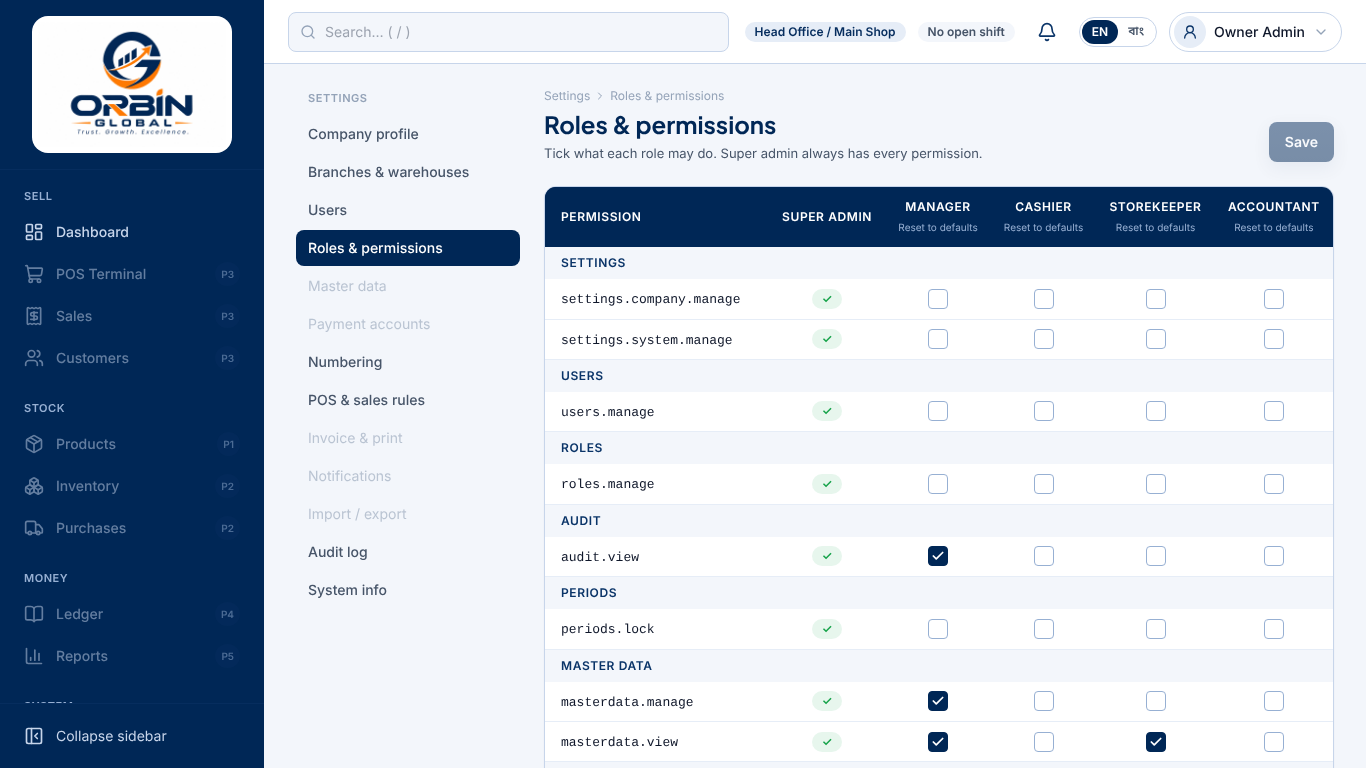 ORBIN
GLOBAL
Trust. Growth. Excellence.
SELL
Dashboard
POS Terminal P3
Sales P3
Customers P3
STOCK
Products P1
Inventory P2
Purchases P2
MONEY
Ledger P4
Reports P5
Collapse sidebar
Search... ( / )
Head Office / Main Shop
No open shift
EN
বাং
Owner Admin
SETTINGS
Company profile
Branches & warehouses
Users
Roles & permissions
Master data
Payment accounts
Numbering
POS & sales rules
Invoice & print
Notifications
Import / export
Audit log
System info
Settings > Roles & permissions
Roles & permissions
Tick what each role may do. Super admin always has every permission.
Save
PERMISSION SUPER ADMIN MANAGER CASHIER STOREKEEPER ACCOUNTANT
Reset to defaults Reset to defaults Reset to defaults Reset to defaults
SETTINGS
settings.company.manage
settings.system.manage
USERS
users.manage
ROLES
roles.manage
AUDIT
audit.view
PERIODS
periods.lock
MASTER DATA
masterdata.manage
masterdata.view